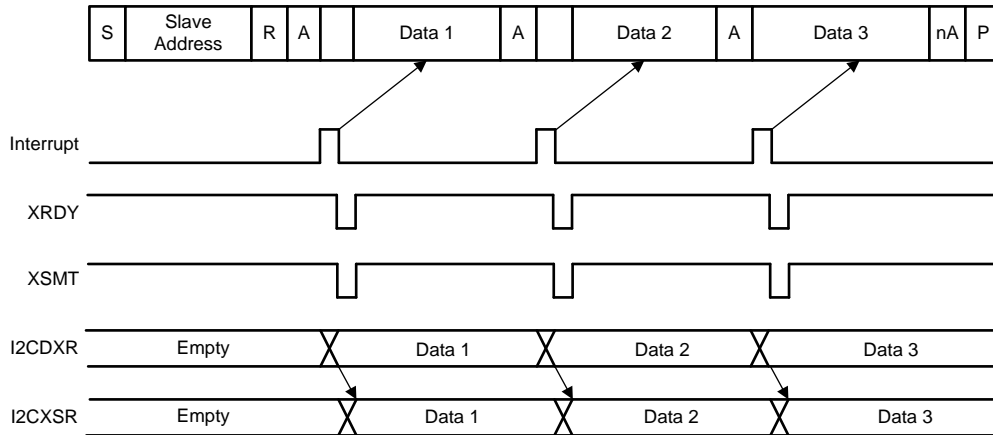 S Slave Address R A Data 1 A Data 2 A Data 3 nA P
Interrupt
XRDY
XSMT
I2CDXR Empty Data 1 Data 2 Data 3
I2CXSR Empty Data 1 Data 2 Data 3